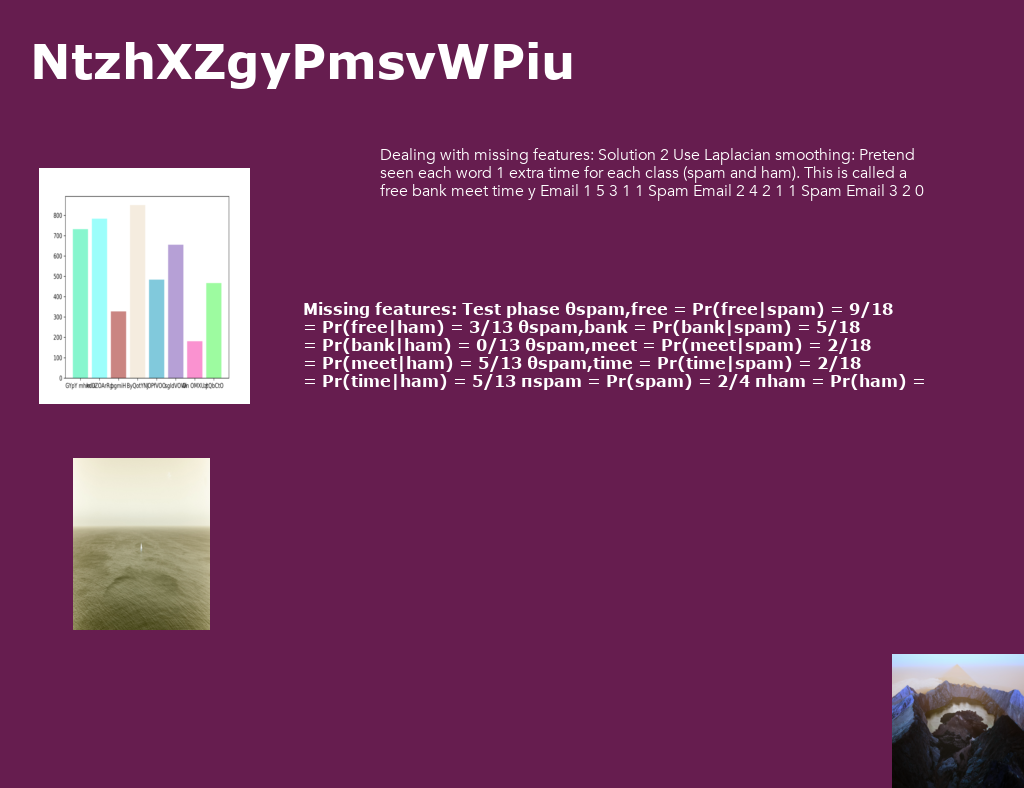 NtzhXZgyPmsvWPiu
Dealing with missing features: Solution 2 Use Laplacian smoothing: Pretend
seen each word 1 extra time for each class (spam and ham). This is called a
free bank meet time y Email 1 5 3 1 1 Spam Email 2 4 2 1 1 Spam Email 3 2 0
800
700
600
500
400
300
200
100
0
Missing features: Test phase θspam,free = Pr(free|spam) = 9/18
= Pr(free|ham) = 3/13 θspam,bank = Pr(bank|spam) = 5/18
= Pr(bank|ham) = 0/13 θspam,meet = Pr(meet|spam) = 2/18
= Pr(meet|ham) = 5/13 θspam,time = Pr(time|spam) = 2/18
= Pr(time|ham) = 5/13 πspam = Pr(spam) = 2/4 πham = Pr(ham) =